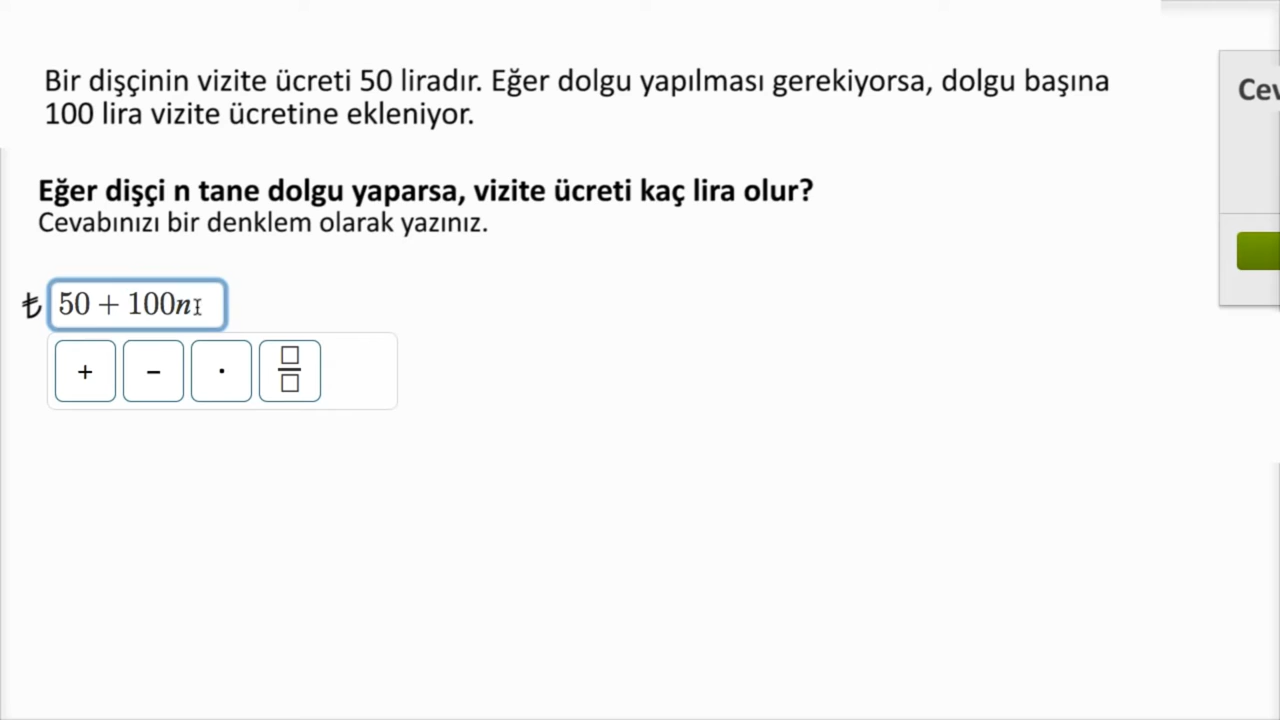 Bir dişçinin vizite ücreti 50 liradır. Eğer dolgu yapılması gerekiyorsa, dolgu başına
100 lira vizite ücretine ekleniyor.
Eğer dişçi n tane dolgu yaparsa, vizite ücreti kaç lira olur?
Cevabınızı bir denklem olarak yazınız.
₺ 50 + 100n
+ − · □/□